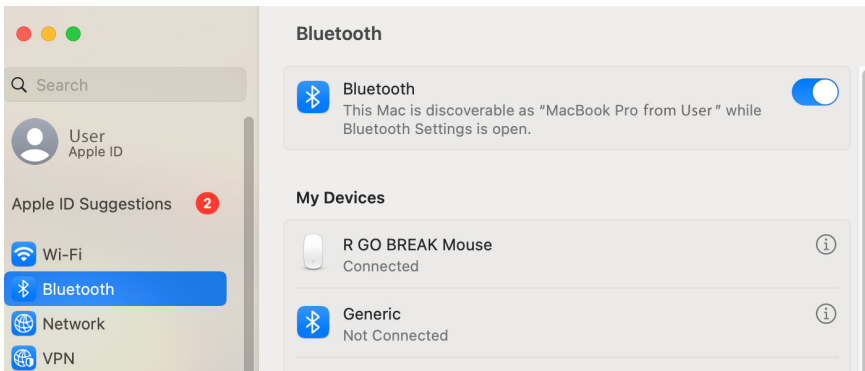 Search
User
Apple ID
Apple ID Suggestions 2
Wi-Fi
Bluetooth
Network
VPN
Bluetooth
Bluetooth
This Mac is discoverable as “MacBook Pro from User” while
Bluetooth Settings is open.
My Devices
R GO BREAK Mouse
Connected
Generic
Not Connected